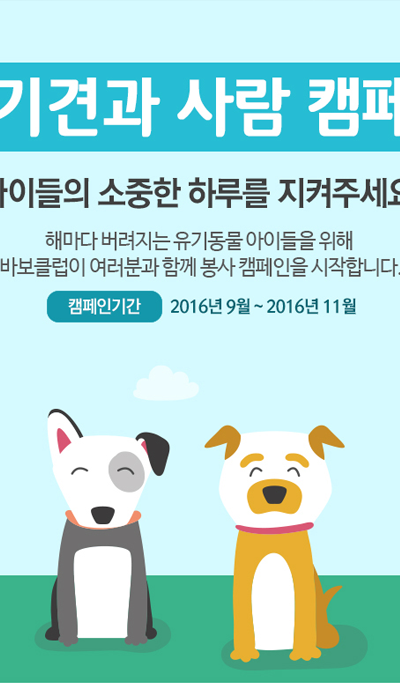 기견과 사람 캠페
아이들의 소중한 하루를 지켜주세요
해마다 버려지는 유기동물 아이들을 위해
바보클럽이 여러분과 함께 봉사 캠페인을 시작합니다.
캠페인기간 2016년 9월 ~ 2016년 11월